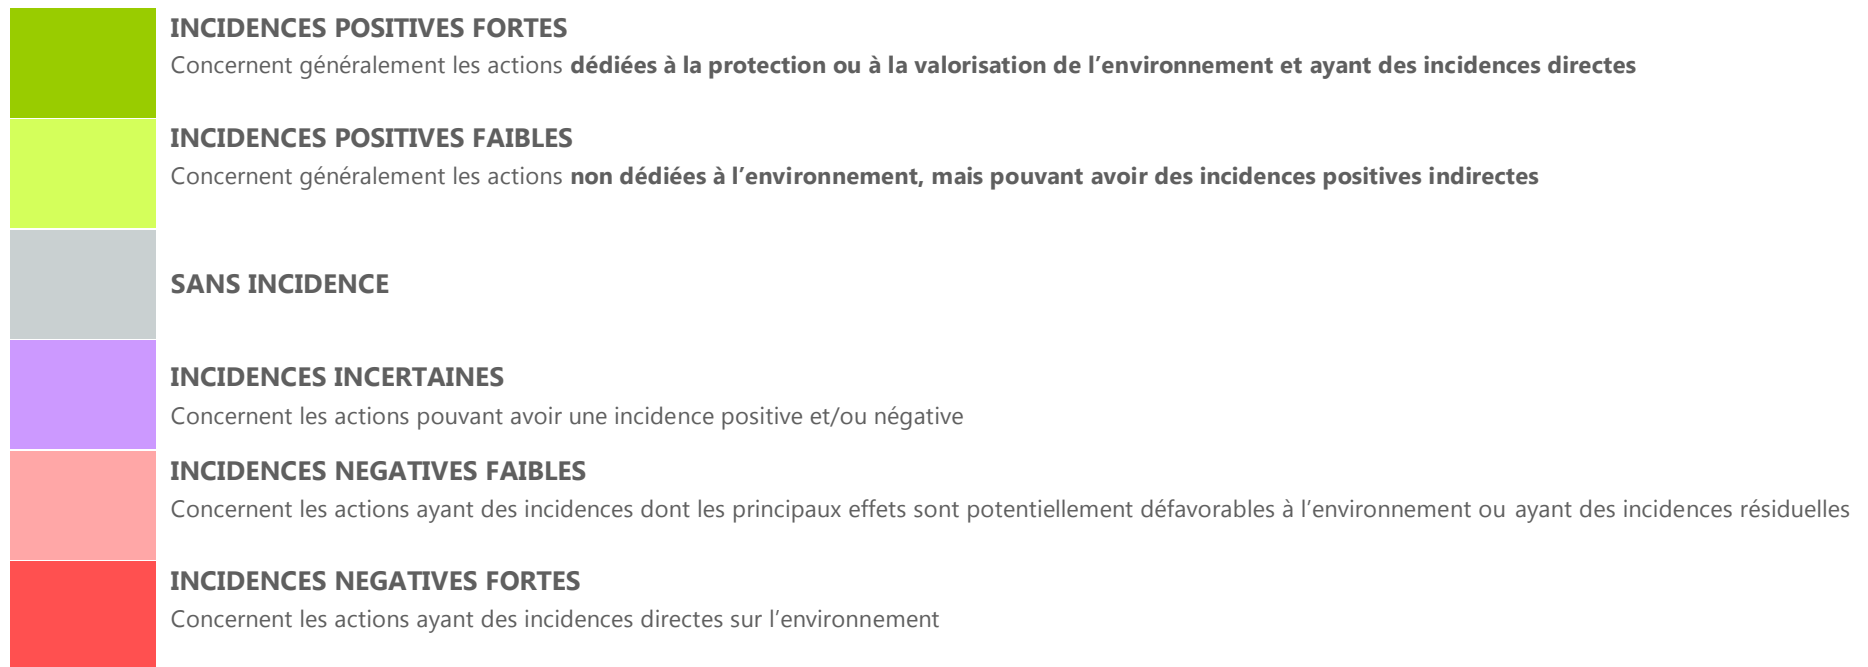 INCIDENCES POSITIVES FORTES
Concernent généralement les actions dédiées à la protection ou à la valorisation de l’environnement et ayant des incidences directes
INCIDENCES POSITIVES FAIBLES
Concernent généralement les actions non dédiées à l’environnement, mais pouvant avoir des incidences positives indirectes
SANS INCIDENCE
INCIDENCES INCERTAINES
Concernent les actions pouvant avoir une incidence positive et/ou négative
INCIDENCES NEGATIVES FAIBLES
Concernent les actions ayant des incidences dont les principaux effets sont potentiellement défavorables à l’environnement ou ayant des incidences résiduelles
INCIDENCES NEGATIVES FORTES
Concernent les actions ayant des incidences directes sur l’environnement